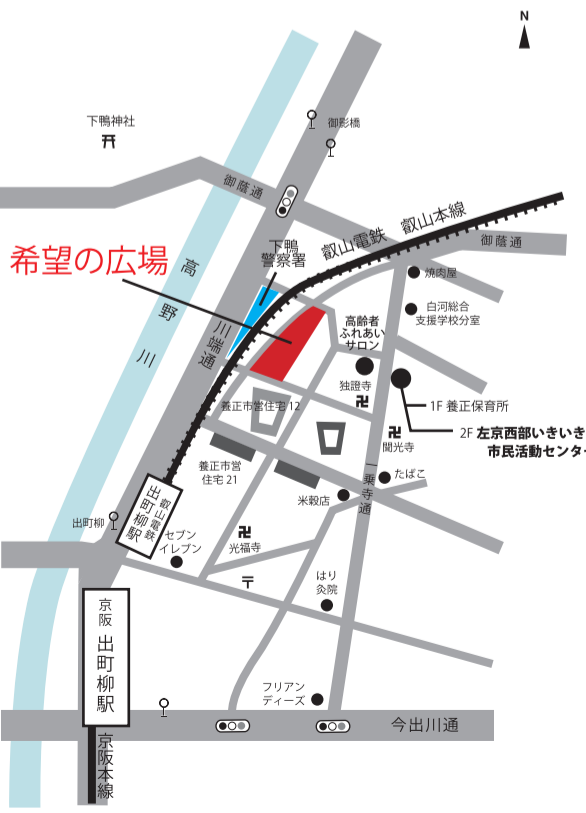 N
下鴨神社
御影橋
御蔭通
叡山電鉄 叡山本線
御蔭通
下鴨
警察署
希望の広場
高野川
川端通
焼肉屋
白河総合
支援学校分室
高齢者
ふれあい
サロン
独證寺
養正市営住宅12
1F 養正保育所
2F 左京西部いきいき
市民活動センター
聞光寺
養正市営
住宅21
一乗寺通
たばこ
米穀店
叡山電鉄
出町柳駅
出町柳
セブン
イレブン
光福寺
〒
はり
灸院
京阪
出町柳駅
フリアン
ディーズ
今出川通
京阪本線